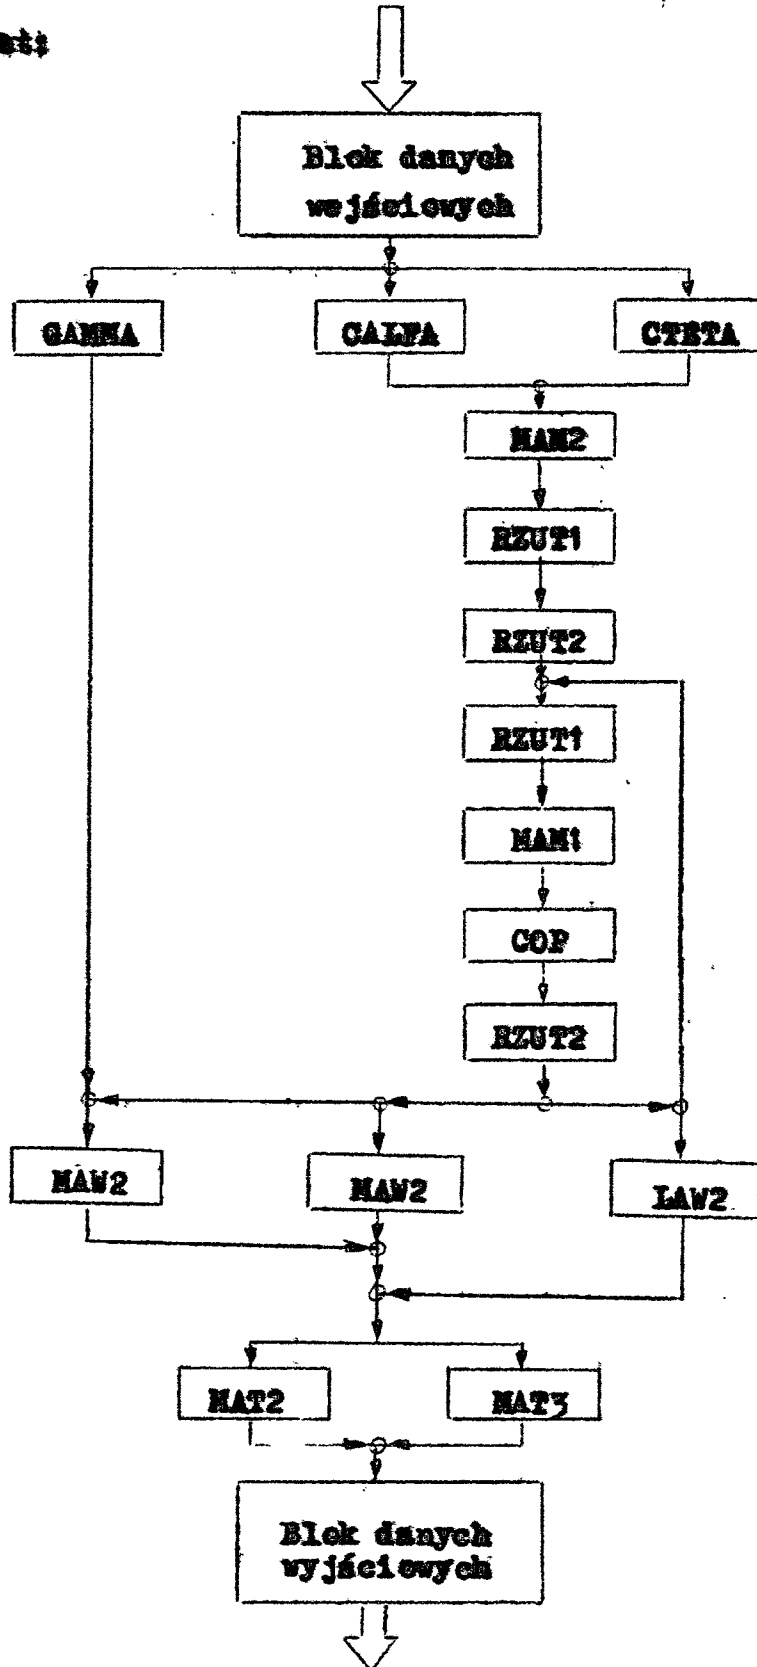 Blok danych
wejściowych
GAMMA
CALFA
CTETA
MAM2
RZUT1
RZUT2
RZUT1
MAM1
COP
RZUT2
MAW2
MAW2
LAW2
MAT2
MAT3
Blok danych
wyjściowych